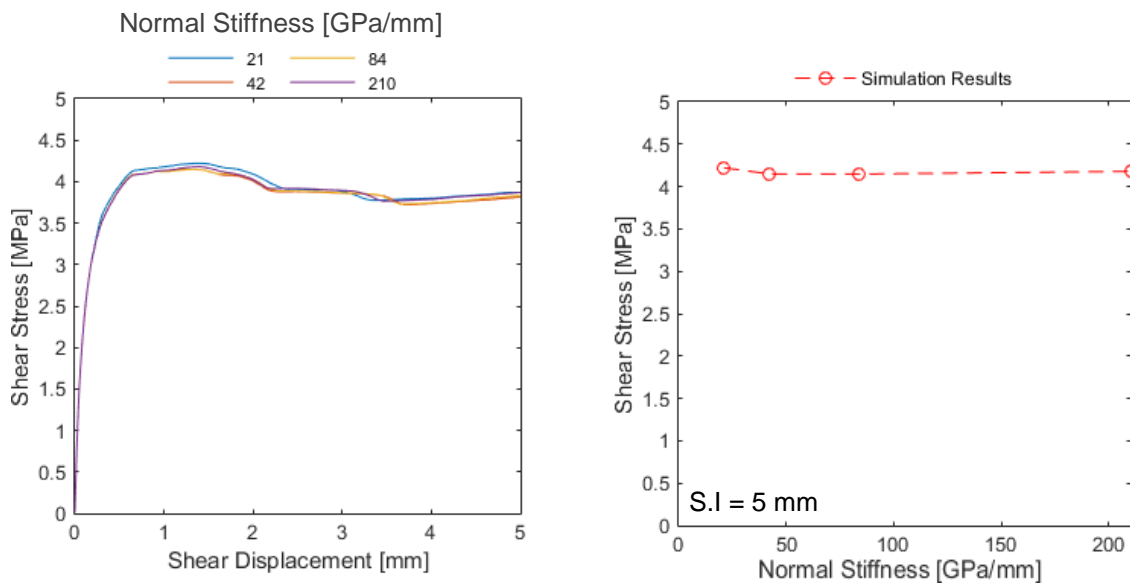 Normal Stiffness [GPa/mm]
21 84
42 210
5
4.5
4
3.5
3
2.5
2
1.5
1
0.5
0
Shear Stress [MPa]
0 1 2 3 4 5
Shear Displacement [mm]
Simulation Results
5
4.5
4
3.5
3
2.5
2
1.5
1
0.5
0
Shear Stress [MPa]
S.I = 5 mm
0 50 100 150 200
Normal Stiffness [GPa/mm]